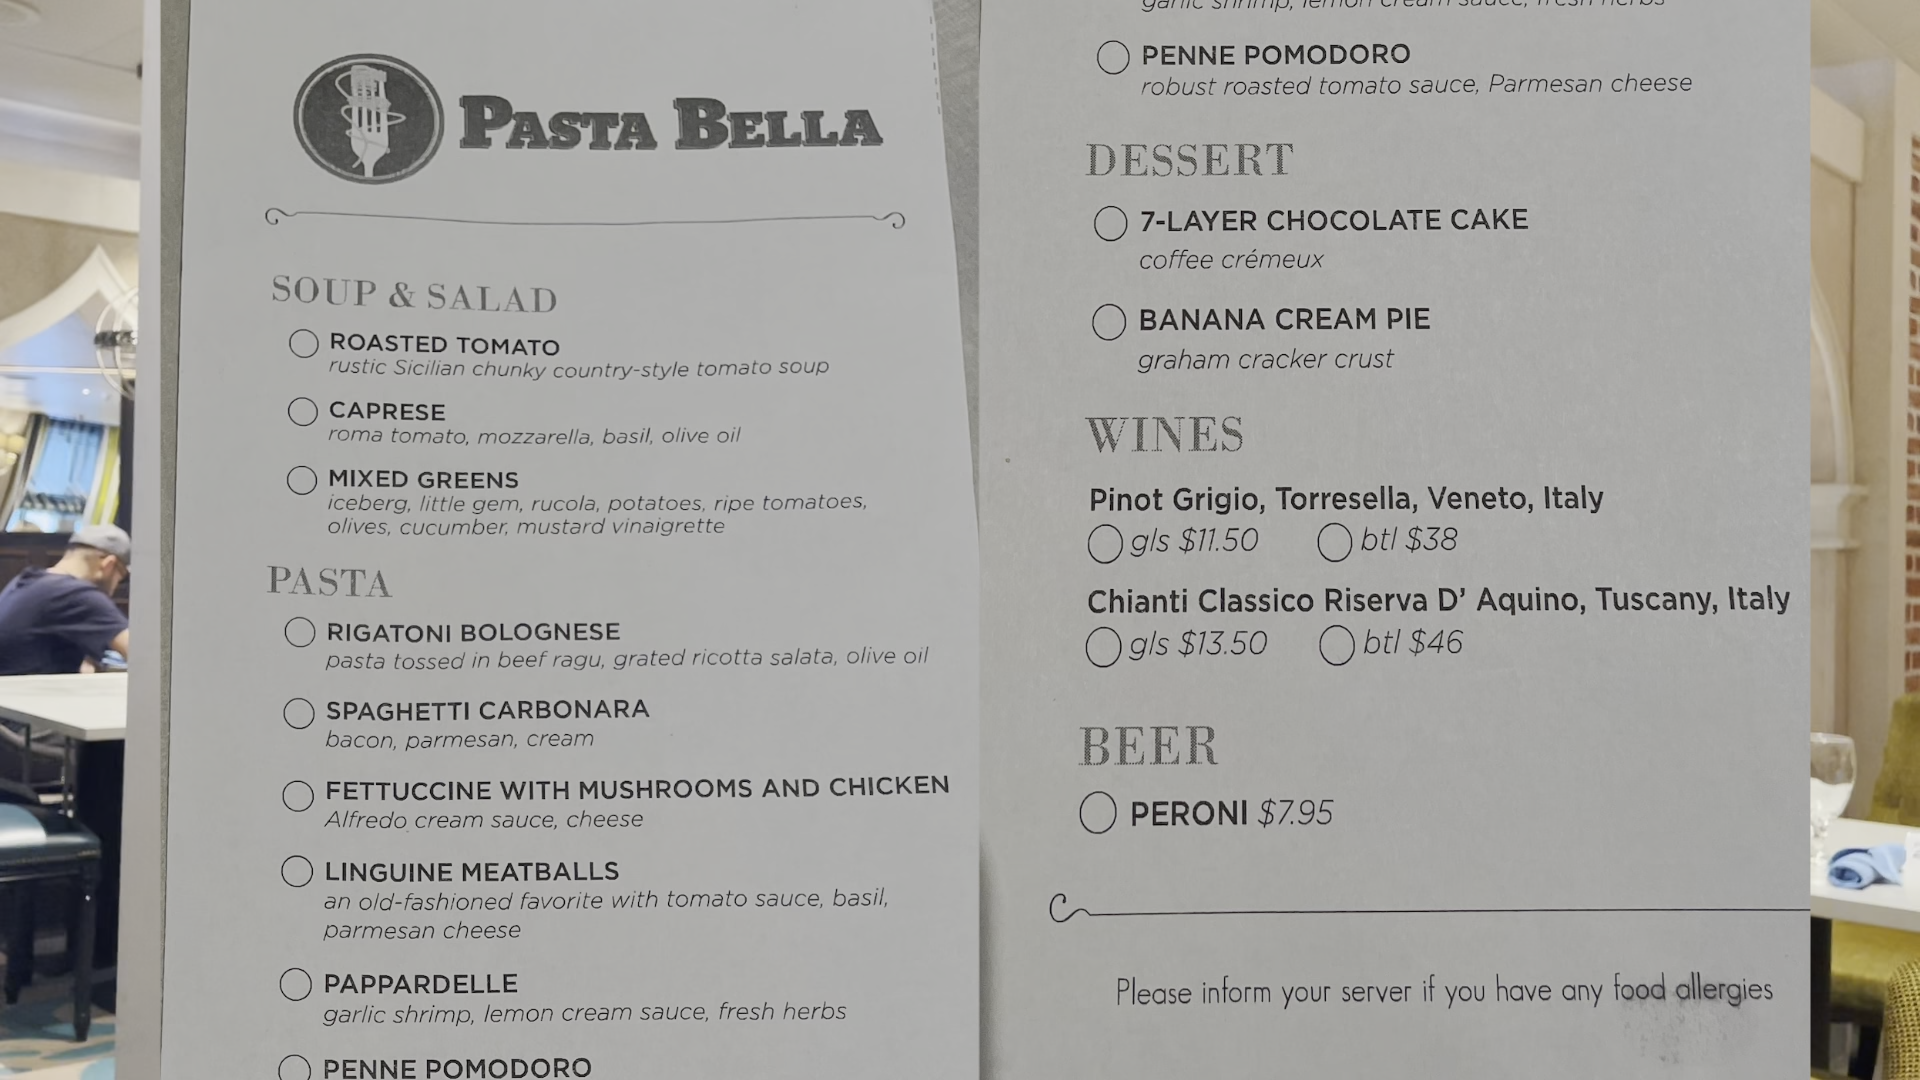 PASTA BELLA
SOUP & SALAD
ROASTED TOMATO
rustic Sicilian chunky country-style tomato soup
CAPRESE
roma tomato, mozzarella, basil, olive oil
MIXED GREENS
iceberg, little gem, rucola, potatoes, ripe tomatoes,
olives, cucumber, mustard vinaigrette
PASTA
RIGATONI BOLOGNESE
pasta tossed in beef ragu, grated ricotta salata, olive oil
SPAGHETTI CARBONARA
bacon, parmesan, cream
FETTUCCINE WITH MUSHROOMS AND CHICKEN
Alfredo cream sauce, cheese
LINGUINE MEATBALLS
an old-fashioned favorite with tomato sauce, basil,
parmesan cheese
PAPPARDELLE
garlic shrimp, lemon cream sauce, fresh herbs
PENNE POMODORO
garlic shrimp, lemon cream sauce, fresh herbs
PENNE POMODORO
robust roasted tomato sauce, Parmesan cheese
DESSERT
7-LAYER CHOCOLATE CAKE
coffee crémeux
BANANA CREAM PIE
graham cracker crust
WINES
Pinot Grigio, Torresella, Veneto, Italy
gls $11.50 btl $38
Chianti Classico Riserva D' Aquino, Tuscany, Italy
gls $13.50 btl $46
BEER
PERONI $7.95
Please inform your server if you have any food allergies